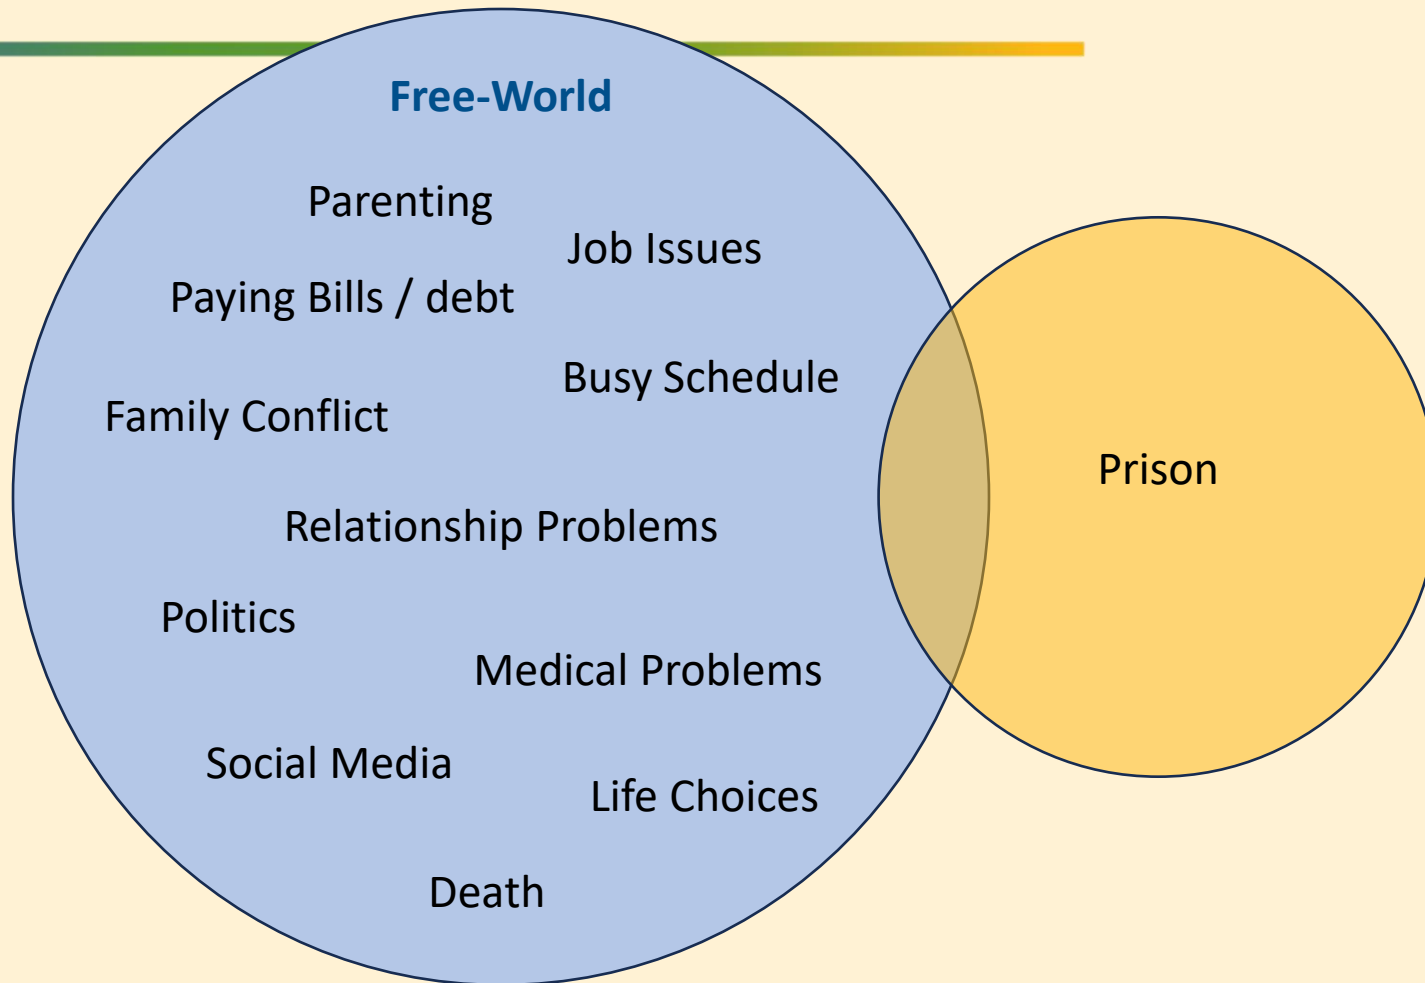 Free-World
Parenting
Job Issues
Paying Bills / debt
Busy Schedule
Family Conflict
Prison
Relationship Problems
Politics
Medical Problems
Social Media
Life Choices
Death